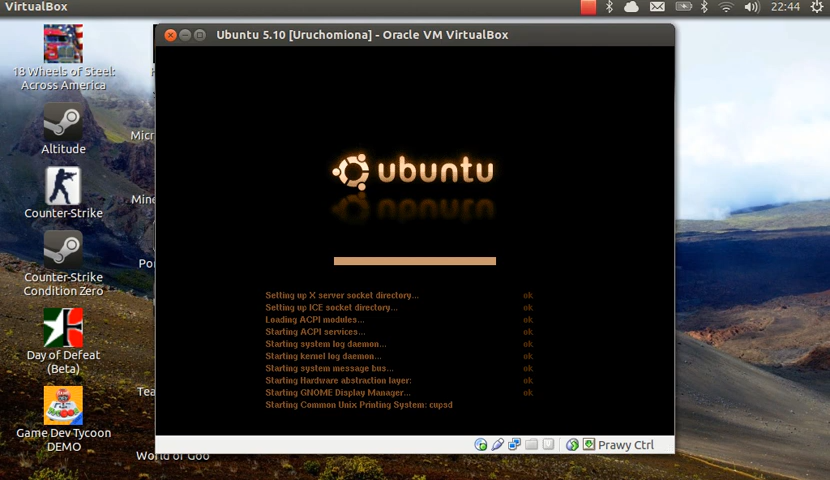 VirtualBox
22:44
Ubuntu 5.10 [Uruchomiona] - Oracle VM VirtualBox
18 Wheels of Steel:
Across America
Altitude
Counter-Strike
Counter-Strike
Condition Zero
Day of Defeat
(Beta)
Game Dev Tycoon
DEMO
Micr
Mine
Po
Tea
World of Goo
ubuntu
Setting up X server socket directory... ok
Setting up ICE socket directory... ok
Loading ACPI modules... ok
Starting ACPI services... ok
Starting system log daemon... ok
Starting kernel log daemon... ok
Starting system message bus... ok
Starting Hardware abstraction layer: ok
Starting GNOME Display Manager... ok
Starting Common Unix Printing System: cupsd
Prawy Ctrl